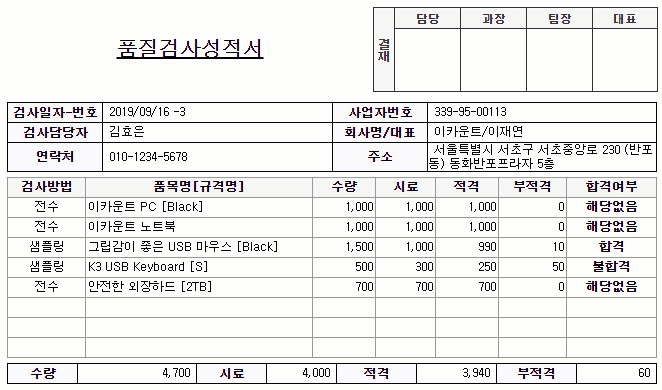 품질검사성적서
결재 담당 과장 팀장 대표
검사일자-번호 2019/09/16 -3 사업자번호 339-95-00113
검사담당자 김효은 회사명/대표 이카운트/이재연
연락처 010-1234-5678 주소 서울특별시 서초구 서초중앙로 230 (반포
동) 동화반포프라자 5층
검사방법 품목명[규격명] 수량 시료 적격 부적격 합격여부
전수 이카운트 PC [Black] 1,000 1,000 1,000 0 해당없음
전수 이카운트 노트북 1,000 1,000 1,000 0 해당없음
샘플링 그립감이 좋은 USB 마우스 [Black] 1,500 1,000 990 10 합격
샘플링 K3 USB Keyboard [S] 500 300 250 50 불합격
전수 안전한 외장하드 [2TB] 700 700 700 0 해당없음
수량 4,700 시료 4,000 적격 3,940 부적격 60